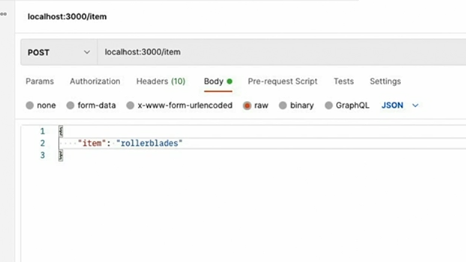 localhost:3000/item
POST localhost:3000/item
Params Authorization Headers (10) Body Pre-request Script Tests Settings
none form-data x-www-form-urlencoded raw binary GraphQL JSON
1 {
2 "item": "rollerblades"
3 }